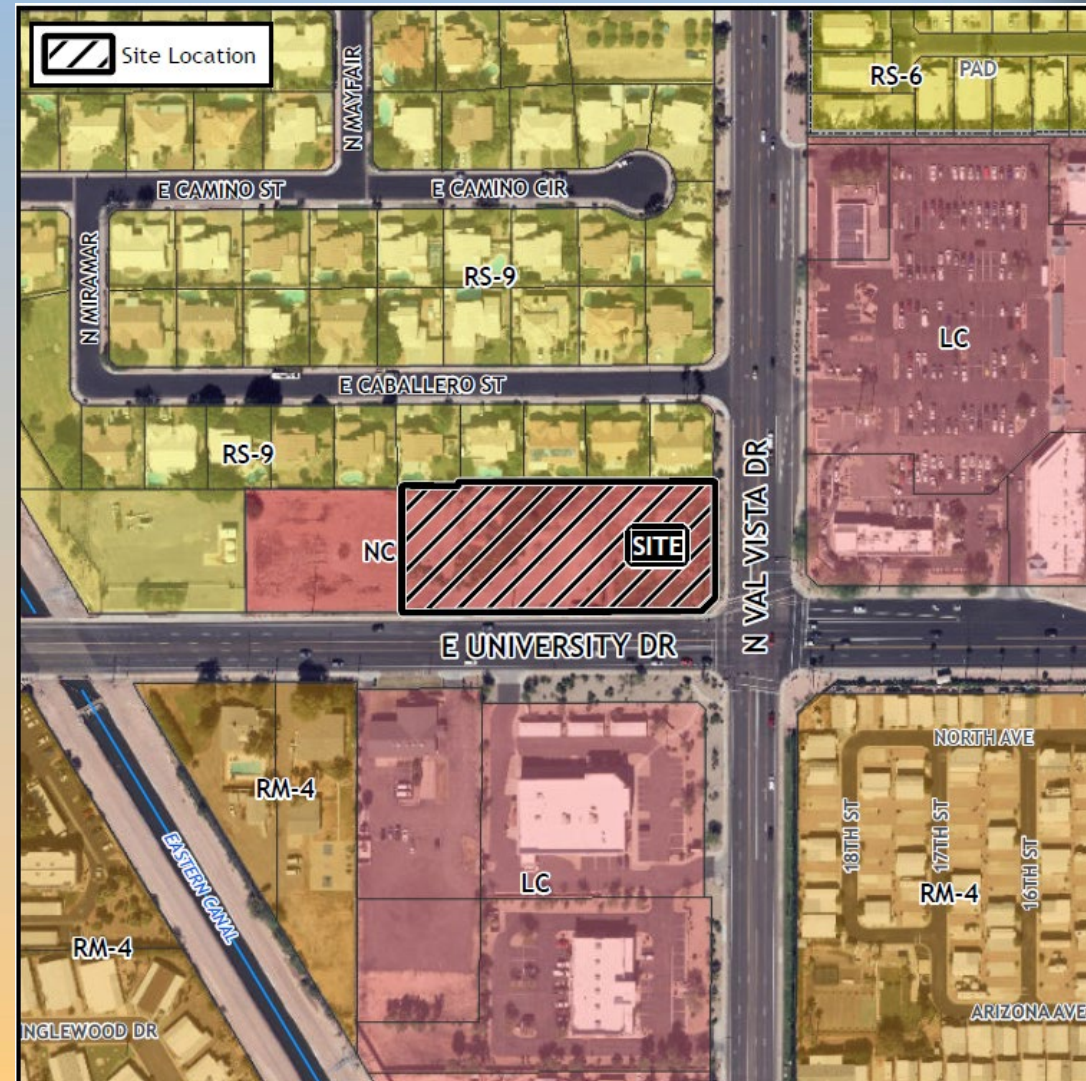 Site Location
N MAYFAIR
RS-6
PAD
E CAMINO ST
E CAMINO CIR
N MIRAMAR
RS-9
LC
E CABALLERO ST
RS-9
N VAL VISTA DR
NC
SITE
E UNIVERSITY DR
NORTH AVE
RM-4
18TH ST
17TH ST
16TH ST
EASTERN CANAL
LC
RM-4
RM-4
INGLEWOOD DR
ARIZONA AVE